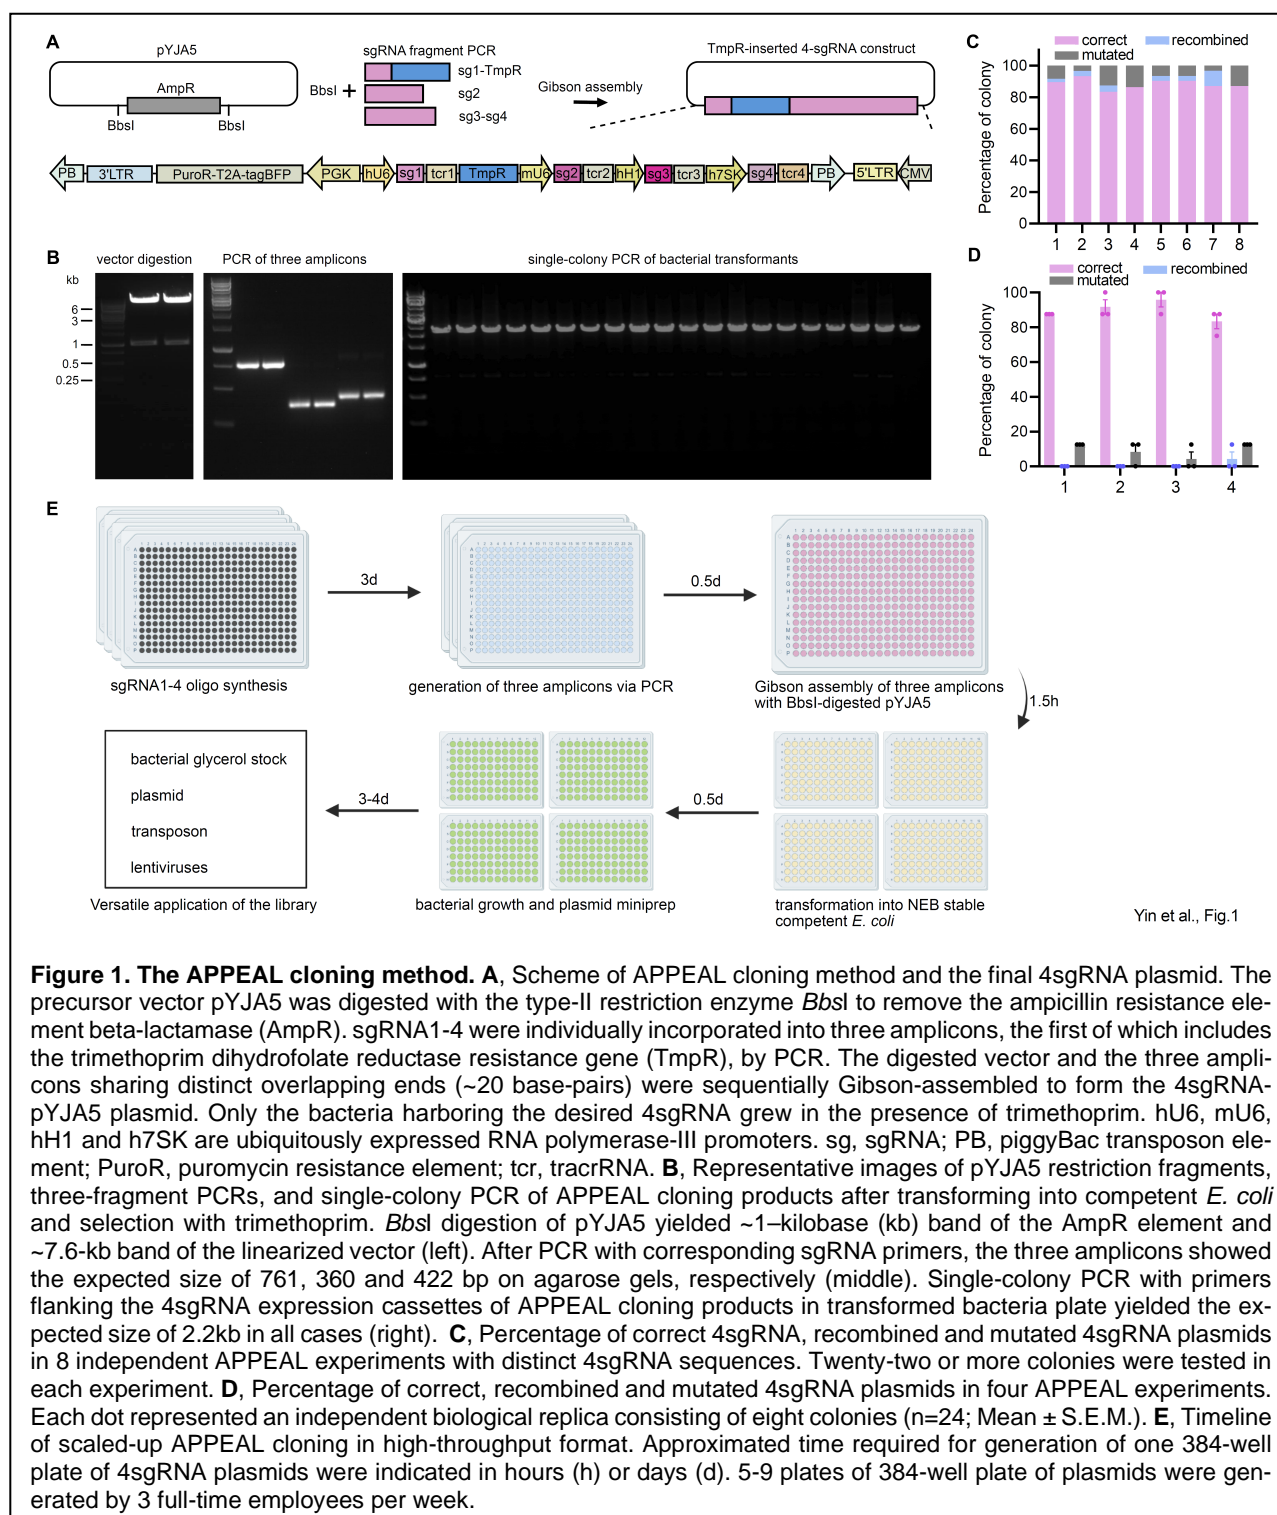 A
pYJA5
AmpR
BbsI
BbsI
BbsI +
sgRNA fragment PCR
sg1-TmpR
sg2
sg3-sg4
Gibson assembly
TmpR-inserted 4-sgRNA construct
PB 3'LTR PuroR-T2A-tagBFP PGK hU6 sg1 tcr1 TmpR mU6 sg2 tcr2 hH1 sg3 tcr3 h7SK sg4 tcr4 PB 5'LTR CMV
B
vector digestion
PCR of three amplicons
single-colony PCR of bacterial transformants
kb
6
3
1
0.5
0.25
C
correct
recombined
mutated
Percentage of colony
100
80
60
40
20
0
1 2 3 4 5 6 7 8
D
correct
recombined
mutated
Percentage of colony
100
80
60
40
20
0
1 2 3 4
E
sgRNA1-4 oligo synthesis
3d
generation of three amplicons via PCR
0.5d
Gibson assembly of three amplicons
with BbsI-digested pYJA5
1.5h
transformation into NEB stable
competent E. coli
0.5d
bacterial growth and plasmid miniprep
3-4d
bacterial glycerol stock
plasmid
transposon
lentiviruses
Versatile application of the library
Yin et al., Fig.1
Figure 1. The APPEAL cloning method. A, Scheme of APPEAL cloning method and the final 4sgRNA plasmid. The
precursor vector pYJA5 was digested with the type-II restriction enzyme BbsI to remove the ampicillin resistance ele-
ment beta-lactamase (AmpR). sgRNA1-4 were individually incorporated into three amplicons, the first of which includes
the trimethoprim dihydrofolate reductase resistance gene (TmpR), by PCR. The digested vector and the three ampli-
cons sharing distinct overlapping ends (~20 base-pairs) were sequentially Gibson-assembled to form the 4sgRNA-
pYJA5 plasmid. Only the bacteria harboring the desired 4sgRNA grew in the presence of trimethoprim. hU6, mU6,
hH1 and h7SK are ubiquitously expressed RNA polymerase-III promoters. sg, sgRNA; PB, piggyBac transposon ele-
ment; PuroR, puromycin resistance element; tcr, tracrRNA. B, Representative images of pYJA5 restriction fragments,
three-fragment PCRs, and single-colony PCR of APPEAL cloning products after transforming into competent E. coli
and selection with trimethoprim. BbsI digestion of pYJA5 yielded ~1–kilobase (kb) band of the AmpR element and
~7.6-kb band of the linearized vector (left). After PCR with corresponding sgRNA primers, the three amplicons showed
the expected size of 761, 360 and 422 bp on agarose gels, respectively (middle). Single-colony PCR with primers
flanking the 4sgRNA expression cassettes of APPEAL cloning products in transformed bacteria plate yielded the ex-
pected size of 2.2kb in all cases (right). C, Percentage of correct 4sgRNA, recombined and mutated 4sgRNA plasmids
in 8 independent APPEAL experiments with distinct 4sgRNA sequences. Twenty-two or more colonies were tested in
each experiment. D, Percentage of correct, recombined and mutated 4sgRNA plasmids in four APPEAL experiments.
Each dot represented an independent biological replica consisting of eight colonies (n=24; Mean ± S.E.M.). E, Timeline
of scaled-up APPEAL cloning in high-throughput format. Approximated time required for generation of one 384-well
plate of 4sgRNA plasmids were indicated in hours (h) or days (d). 5-9 plates of 384-well plate of plasmids were gen-
erated by 3 full-time employees per week.